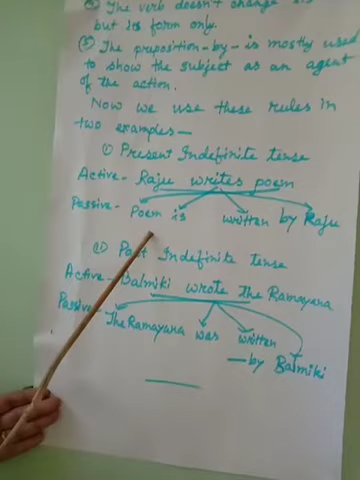 The verb doesn't change
but its form only.
③ The preposition - by - is mostly used
to show the subject as an agent
of the action.
Now we use these rules in
two examples —
① Present Indefinite tense
Active - Raju writes poem
Passive - Poem is written by Raju
⑪ Past Indefinite tense
Active - Balmiki wrote The Ramayana
Passive - The Ramayana was written
— by Balmiki